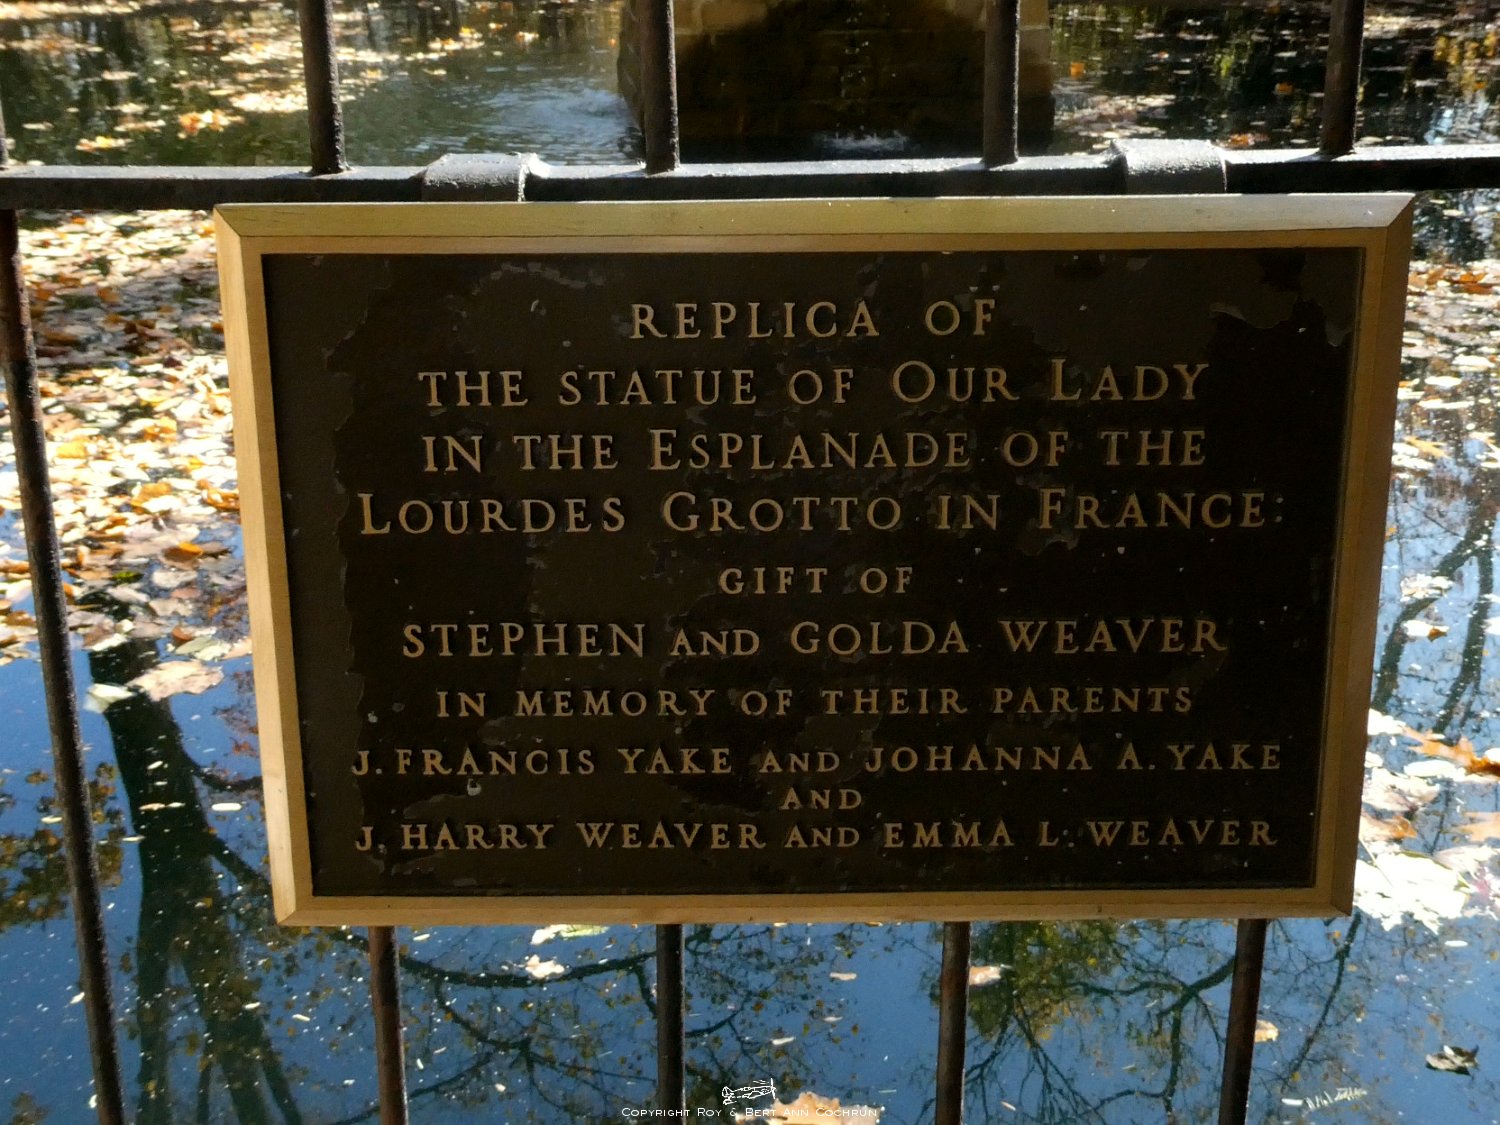 REPLICA OF
THE STATUE OF OUR LADY
IN THE ESPLANADE OF THE
LOURDES GROTTO IN FRANCE:
GIFT OF
STEPHEN AND GOLDA WEAVER
IN MEMORY OF THEIR PARENTS
J. FRANCIS YAKE AND JOHANNA A. YAKE
AND
J. HARRY WEAVER AND EMMA L. WEAVER
COPYRIGHT ROY & BERT ANN COCHRUN